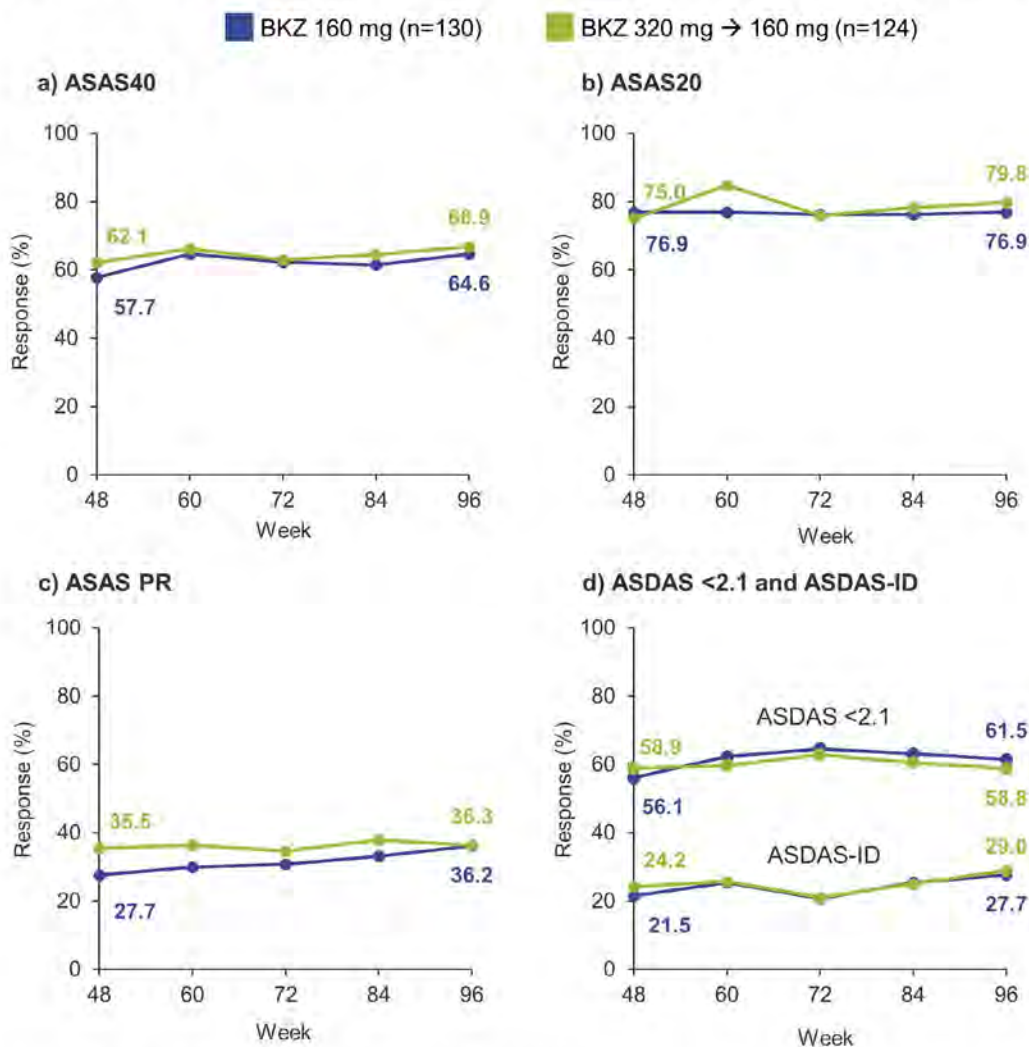 BKZ 160 mg (n=130) BKZ 320 mg → 160 mg (n=124)
a) ASAS40
100
80
60
40
20
0
Response (%)
62.1
57.7
68.9
64.6
48 60 72 84 96
Week
b) ASAS20
100
80
60
40
20
0
Response (%)
75.0
76.9
79.8
76.9
48 60 72 84 96
Week
c) ASAS PR
100
80
60
40
20
0
Response (%)
35.5
27.7
36.3
36.2
48 60 72 84 96
Week
d) ASDAS <2.1 and ASDAS-ID
100
80
60
40
20
0
Response (%)
ASDAS <2.1
58.9
56.1
61.5
58.8
ASDAS-ID
24.2
21.5
29.0
27.7
48 60 72 84 96
Week